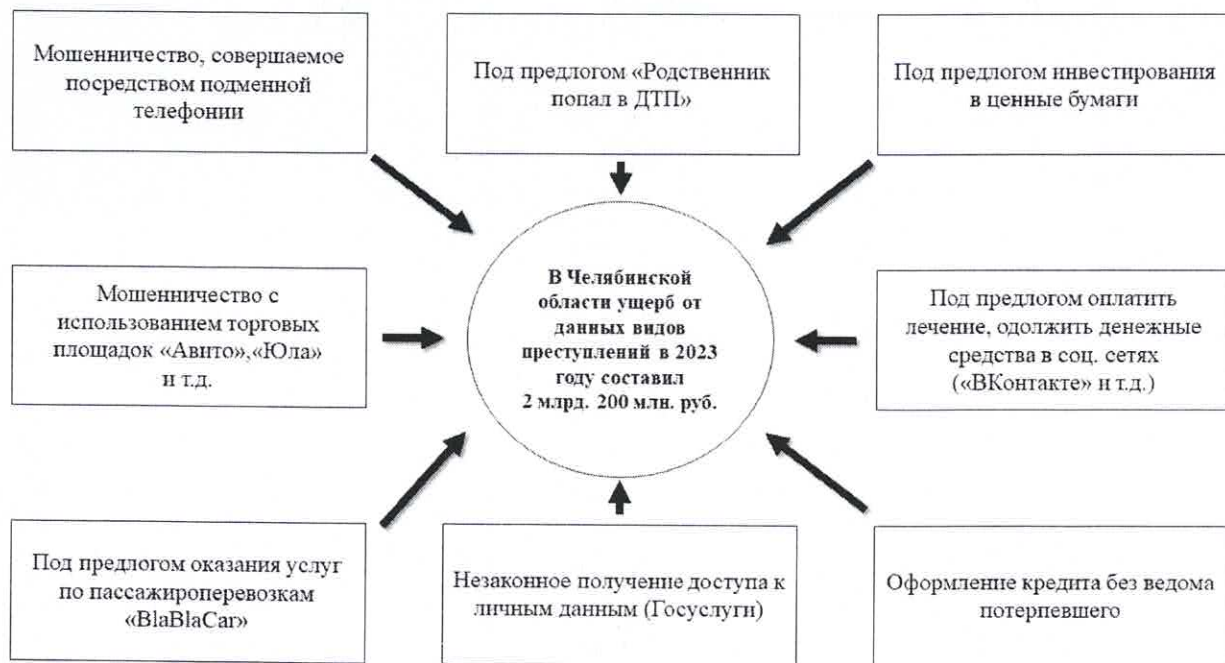 Мошенничество, совершаемое
посредством подменной
телефонии
Под предлогом «Родственник
попал в ДТП»
Под предлогом инвестирования
в ценные бумаги
Мошенничество с
использованием торговых
площадок «Авито»,«Юла»
и т.д.
В Челябинской
области ущерб от
данных видов
преступлений в 2023
году составил
2 млрд. 200 млн. руб.
Под предлогом оплатить
лечение, одолжить денежные
средства в соц. сетях
(«ВКонтакте» и т.д.)
Под предлогом оказания услуг
по пассажироперевозкам
«BlaBlaCar»
Незаконное получение доступа к
личным данным (Госуслуги)
Оформление кредита без ведома
потерпевшего